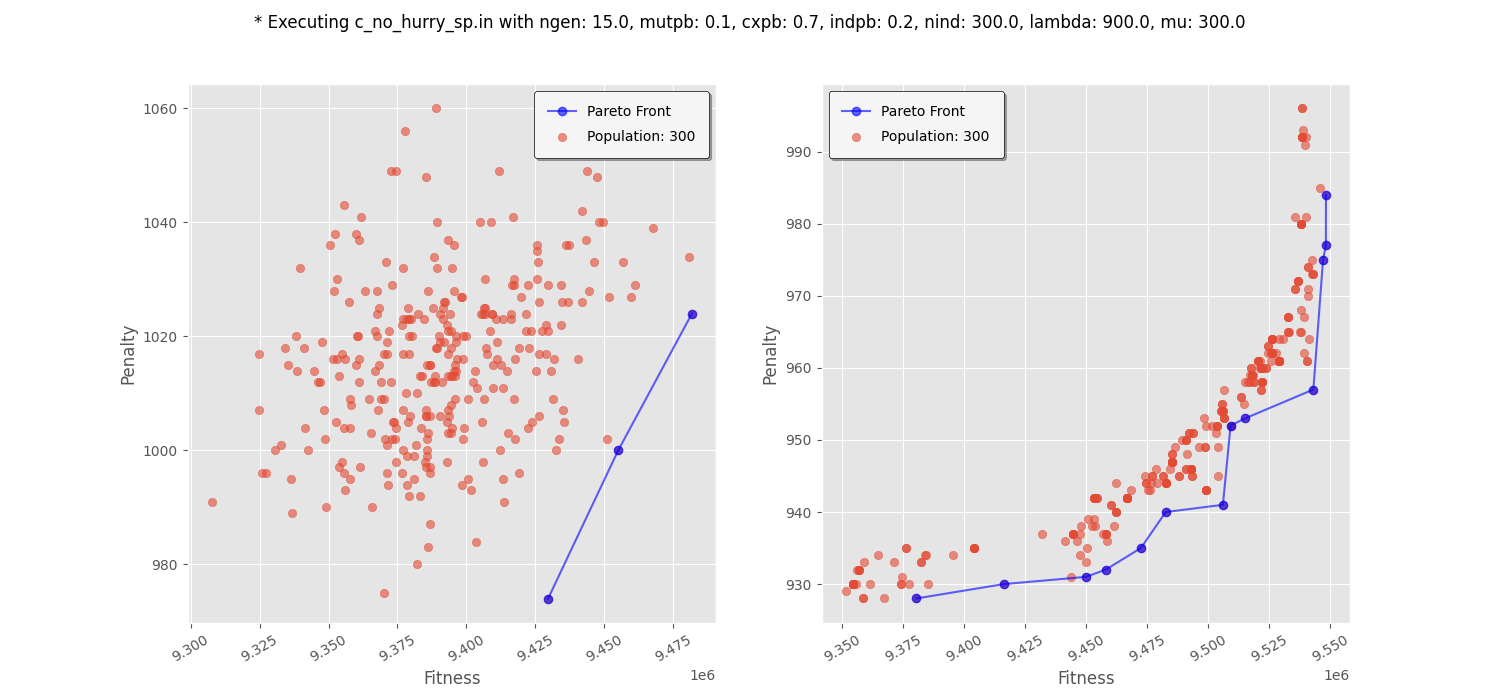 * Executing c_no_hurry_sp.in with ngen: 15.0, mutpb: 0.1, cxpb: 0.7, indpb: 0.2, nind: 300.0, lambda: 900.0, mu: 300.0
Pareto Front
Population: 300
Penalty
1060
1040
1020
1000
980
9.300
9.325
9.350
9.375
9.400
9.425
9.450
9.475
1e6
Fitness
Pareto Front
Population: 300
Penalty
990
980
970
960
950
940
930
9.350
9.375
9.400
9.425
9.450
9.475
9.500
9.525
9.550
1e6
Fitness